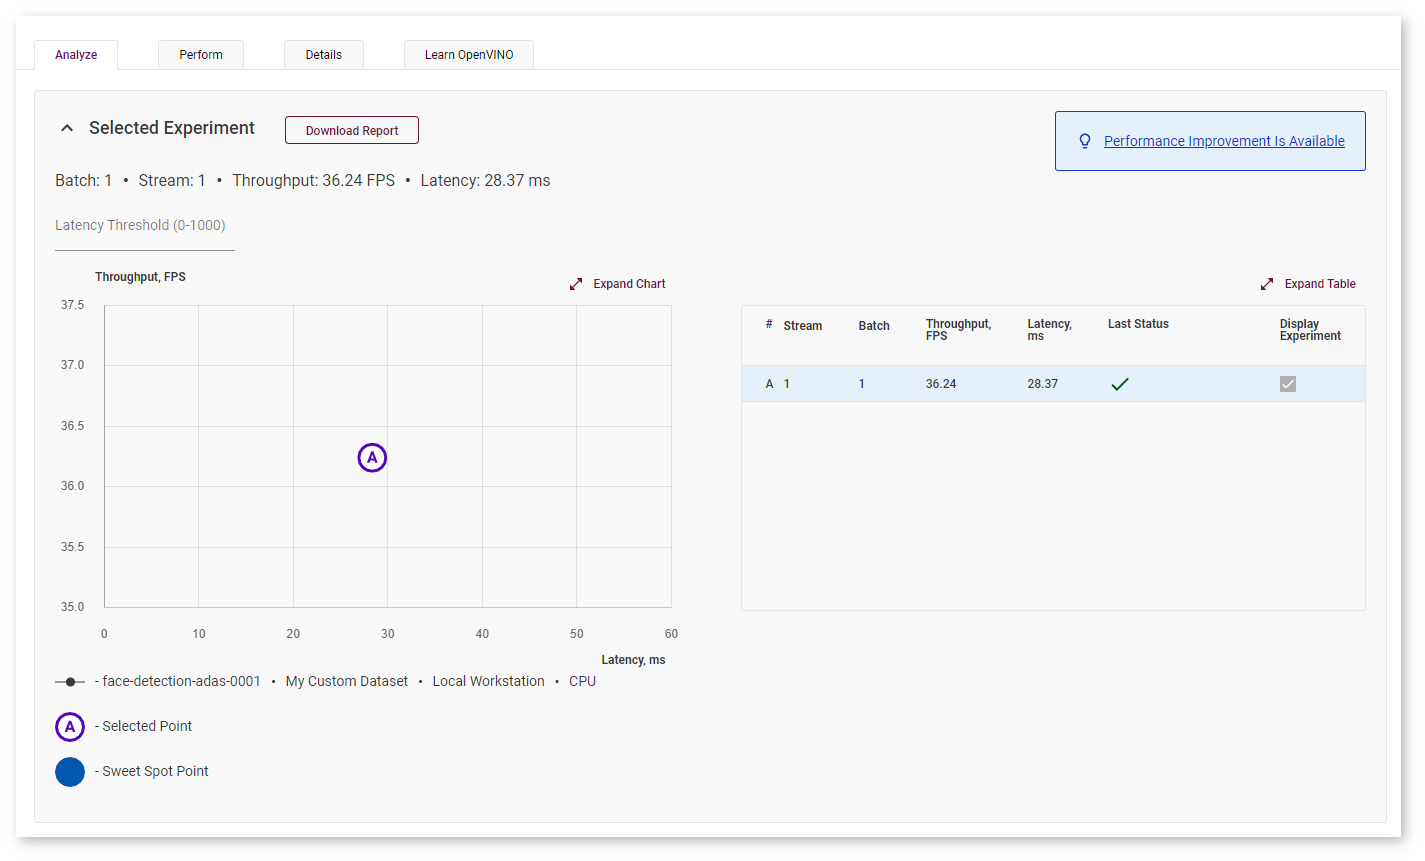 Analyze
Perform
Details
Learn OpenVINO
Selected Experiment
Download Report
Performance Improvement Is Available
Batch: 1 • Stream: 1 • Throughput: 36.24 FPS • Latency: 28.37 ms
Latency Threshold (0-1000)
Throughput, FPS
Expand Chart
37.5
37.0
36.5
36.0
35.5
35.0
A
0 10 20 30 40 50 60
Latency, ms
- face-detection-adas-0001 • My Custom Dataset • Local Workstation • CPU
A - Selected Point
- Sweet Spot Point
Expand Table
# Stream Batch Throughput, FPS Latency, ms Last Status Display Experiment
A 1 1 36.24 28.37